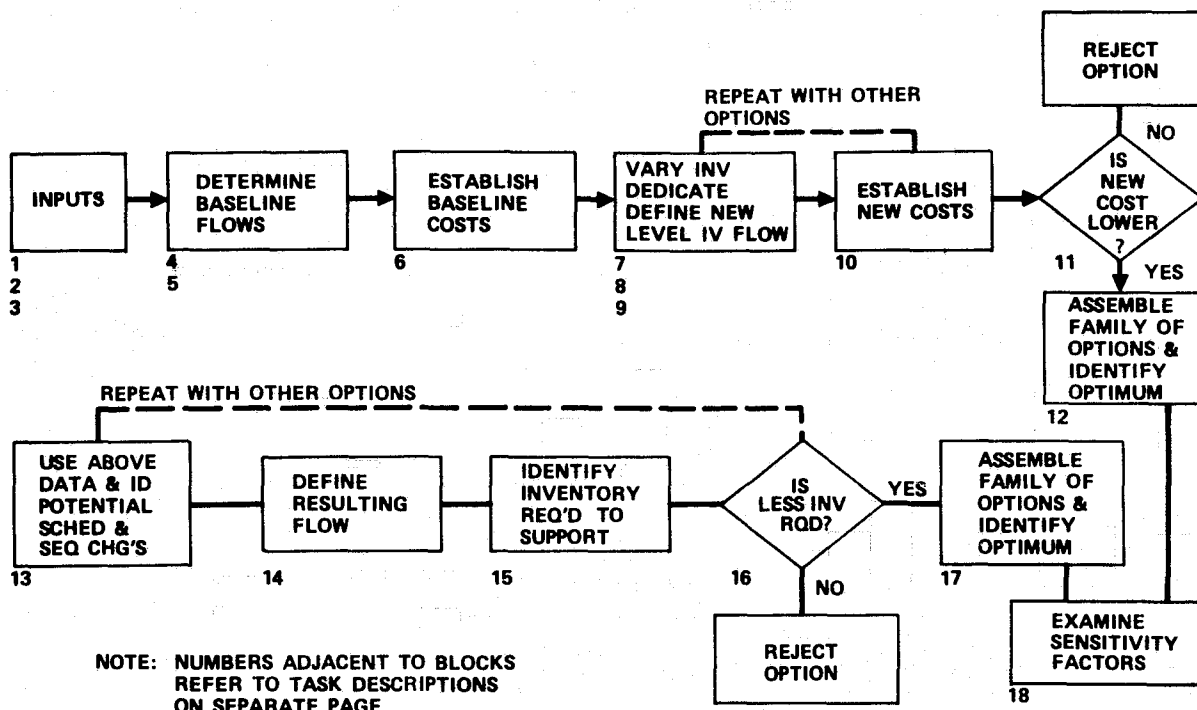 REJECT
OPTION
REPEAT WITH OTHER
OPTIONS
NO
INPUTS
1
2
3
DETERMINE
BASELINE
FLOWS
4
5
ESTABLISH
BASELINE
COSTS
6
VARY INV
DEDICATE
DEFINE NEW
LEVEL IV FLOW
7
8
9
ESTABLISH
NEW COSTS
10
IS
NEW
COST
LOWER
?
11
YES
ASSEMBLE
FAMILY OF
OPTIONS &
IDENTIFY
OPTIMUM
12
REPEAT WITH OTHER OPTIONS
USE ABOVE
DATA & ID
POTENTIAL
SCHED &
SEQ CHG'S
13
DEFINE
RESULTING
FLOW
14
IDENTIFY
INVENTORY
REQ'D TO
SUPPORT
15
IS
LESS INV
RQD?
16
YES
NO
ASSEMBLE
FAMILY OF
OPTIONS &
IDENTIFY
OPTIMUM
17
REJECT
OPTION
EXAMINE
SENSITIVITY
FACTORS
18
NOTE: NUMBERS ADJACENT TO BLOCKS
REFER TO TASK DESCRIPTIONS
ON SEPARATE PAGE